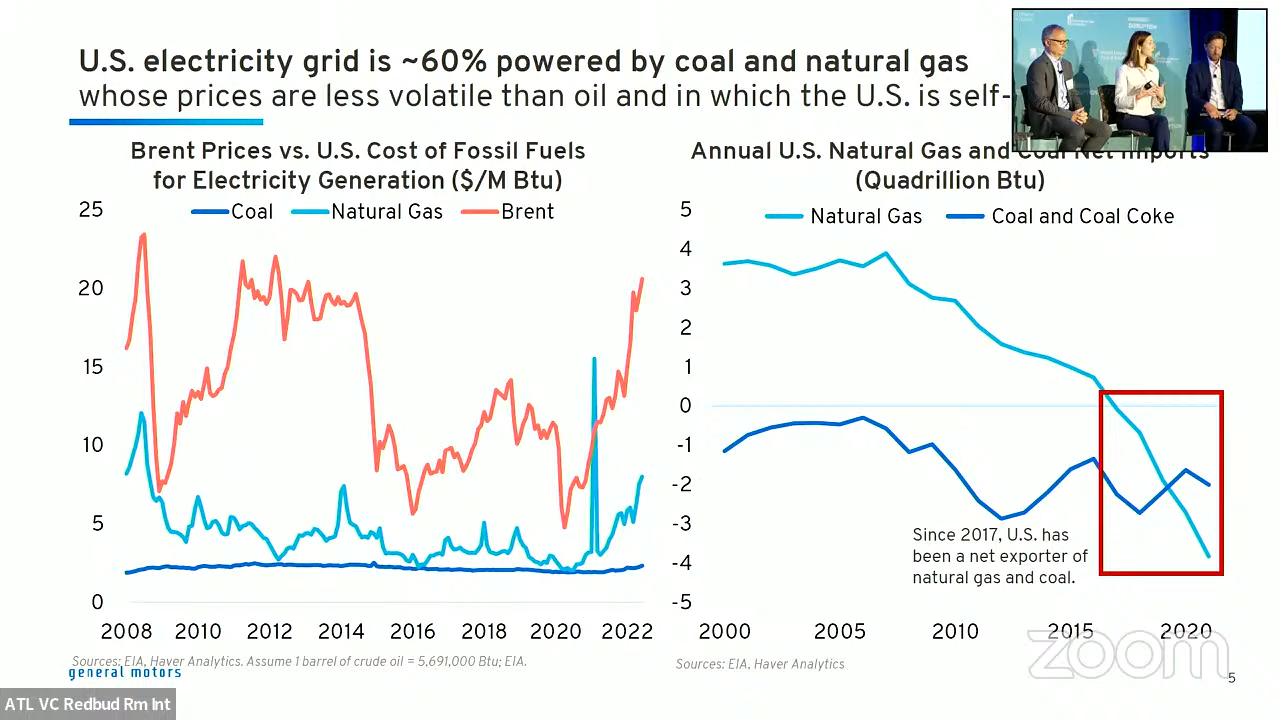 U.S. electricity grid is ~60% powered by coal and natural gas
whose prices are less volatile than oil and in which the U.S. is self-
Brent Prices vs. U.S. Cost of Fossil Fuels
for Electricity Generation ($/M Btu)
Coal Natural Gas Brent
25
20
15
10
5
0
2008 2010 2012 2014 2016 2018 2020 2022
Sources: EIA, Haver Analytics. Assume 1 barrel of crude oil = 5,691,000 Btu; EIA.
Annual U.S. Natural Gas and Coal Net Imports
(Quadrillion Btu)
Natural Gas Coal and Coal Coke
5
4
3
2
1
0
-1
-2
-3
-4
-5
Since 2017, U.S. has
been a net exporter of
natural gas and coal.
2000 2005 2010 2015 2020
Sources: EIA, Haver Analytics
general motors
zoom
5
ATL VC Redbud Rm Int